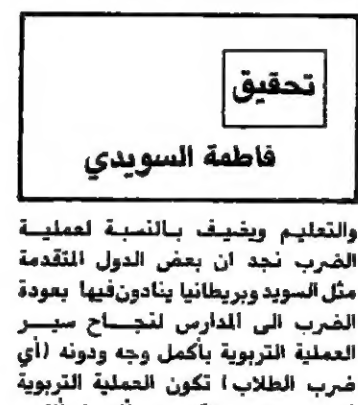 تحقيق
فاطمة السويدي
والتعليم ويضيف بالنسبة لعملية
الضرب نجد ان بعض الدول المتقدمة
مثل السويد وبريطانيا ينادون فيها بعودة
الضرب الى المدارس لنجاح سير
العملية التربوية بأكمل وجه ودونه (أي
ضرب الطلاب) تكون العملية التربوية